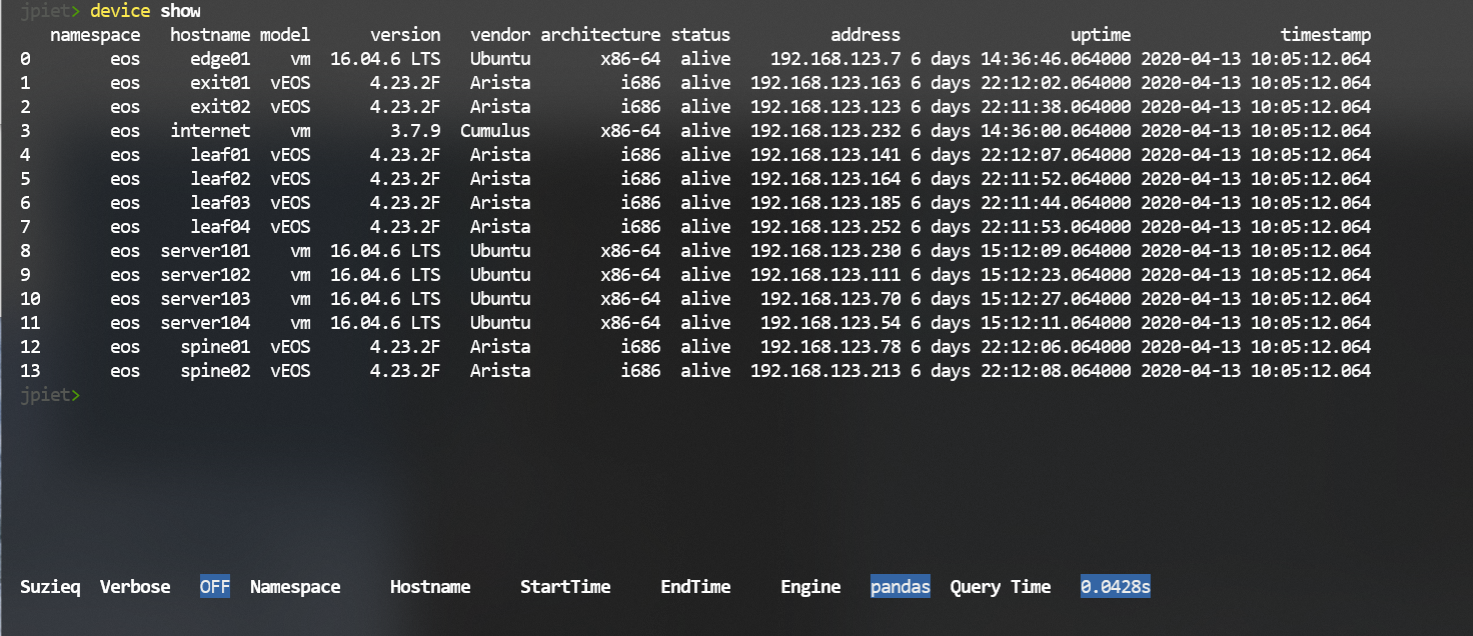 jpiet> device show
namespace hostname model version vendor architecture status address uptime timestamp
0 eos edge01 vm 16.04.6 LTS Ubuntu x86-64 alive 192.168.123.7 6 days 14:36:46.064000 2020-04-13 10:05:12.064
1 eos exit01 vEOS 4.23.2F Arista i686 alive 192.168.123.163 6 days 22:12:02.064000 2020-04-13 10:05:12.064
2 eos exit02 vEOS 4.23.2F Arista i686 alive 192.168.123.123 6 days 22:11:38.064000 2020-04-13 10:05:12.064
3 eos internet vm 3.7.9 Cumulus x86-64 alive 192.168.123.232 6 days 14:36:00.064000 2020-04-13 10:05:12.064
4 eos leaf01 vEOS 4.23.2F Arista i686 alive 192.168.123.141 6 days 22:12:07.064000 2020-04-13 10:05:12.064
5 eos leaf02 vEOS 4.23.2F Arista i686 alive 192.168.123.164 6 days 22:11:52.064000 2020-04-13 10:05:12.064
6 eos leaf03 vEOS 4.23.2F Arista i686 alive 192.168.123.185 6 days 22:11:44.064000 2020-04-13 10:05:12.064
7 eos leaf04 vEOS 4.23.2F Arista i686 alive 192.168.123.252 6 days 22:11:53.064000 2020-04-13 10:05:12.064
8 eos server101 vm 16.04.6 LTS Ubuntu x86-64 alive 192.168.123.230 6 days 15:12:09.064000 2020-04-13 10:05:12.064
9 eos server102 vm 16.04.6 LTS Ubuntu x86-64 alive 192.168.123.111 6 days 15:12:23.064000 2020-04-13 10:05:12.064
10 eos server103 vm 16.04.6 LTS Ubuntu x86-64 alive 192.168.123.70 6 days 15:12:27.064000 2020-04-13 10:05:12.064
11 eos server104 vm 16.04.6 LTS Ubuntu x86-64 alive 192.168.123.54 6 days 15:12:11.064000 2020-04-13 10:05:12.064
12 eos spine01 vEOS 4.23.2F Arista i686 alive 192.168.123.78 6 days 22:12:06.064000 2020-04-13 10:05:12.064
13 eos spine02 vEOS 4.23.2F Arista i686 alive 192.168.123.213 6 days 22:12:08.064000 2020-04-13 10:05:12.064
jpiet>
Suzieq Verbose OFF Namespace Hostname StartTime EndTime Engine pandas Query Time 0.0428s